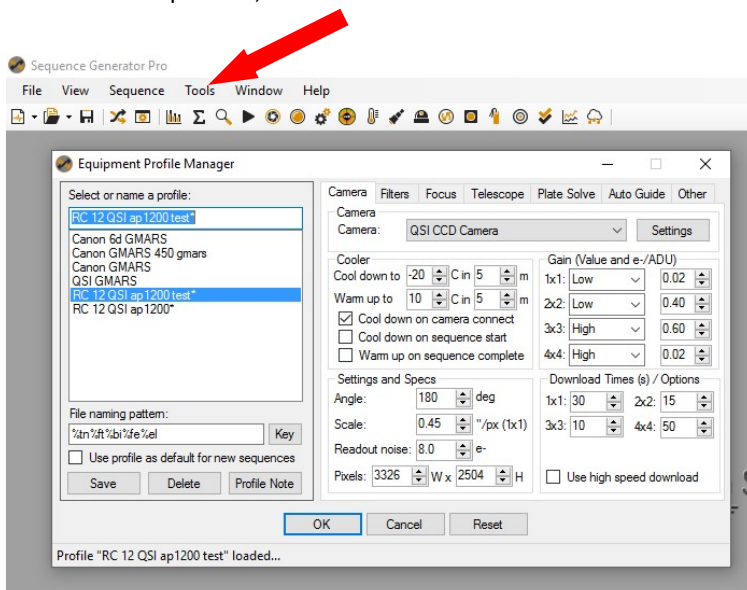 Sequence Generator Pro
File View Sequence Tools Window Help
Equipment Profile Manager
Select or name a profile:
RC 12 QSI ap1200 test*
Canon 6d GMARS
Canon GMARS 450 gmars
Canon GMARS
QSI GMARS
RC 12 QSI ap1200 test*
RC 12 QSI ap1200*
File naming pattern:
%tn%ft%bi%fe%el Key
Use profile as default for new sequences
Save Delete Profile Note
Camera Filters Focus Telescope Plate Solve Auto Guide Other
Camera
Camera: QSI CCD Camera Settings
Cooler
Cool down to -20 C in 5 m
Warm up to 10 C in 5 m
Cool down on camera connect
Cool down on sequence start
Warm up on sequence complete
Gain (Value and e-/ADU)
1x1: Low 0.02
2x2: Low 0.40
3x3: High 0.60
4x4: High 0.02
Settings and Specs
Angle: 180 deg
Scale: 0.45 "/px (1x1)
Readout noise: 8.0 e-
Pixels: 3326 W x 2504 H
Download Times (s) / Options
1x1: 30 2x2: 15
3x3: 10 4x4: 50
Use high speed download
OK Cancel Reset
Profile "RC 12 QSI ap1200 test" loaded...